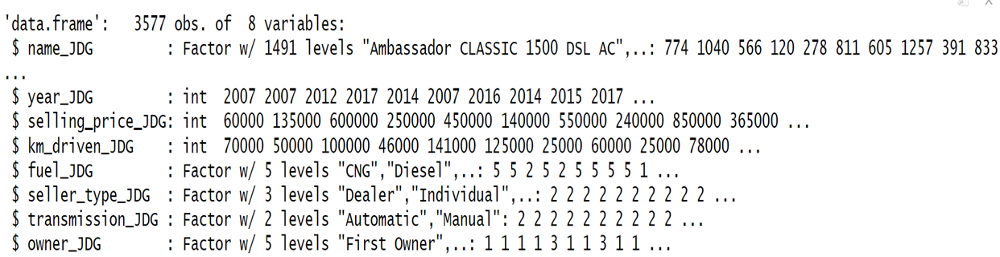 'data.frame':   3577 obs. of  8 variables:
 $ name_JDG         : Factor w/ 1491 levels "Ambassador CLASSIC 1500 DSL AC",..: 774 1040 566 120 278 811 605 1257 391 833
...
 $ year_JDG         : int  2007 2007 2012 2017 2014 2007 2016 2014 2015 2017 ...
 $ selling_price_JDG: int  60000 135000 600000 250000 450000 140000 550000 240000 850000 365000 ...
 $ km_driven_JDG    : int  70000 50000 100000 46000 141000 125000 25000 60000 25000 78000 ...
 $ fuel_JDG         : Factor w/ 5 levels "CNG","Diesel",..: 5 5 2 5 2 5 5 5 5 1 ...
 $ seller_type_JDG  : Factor w/ 3 levels "Dealer","Individual",..: 2 2 2 2 2 2 2 2 2 2 ...
 $ transmission_JDG : Factor w/ 2 levels "Automatic","Manual": 2 2 2 2 2 2 2 2 2 2 ...
 $ owner_JDG        : Factor w/ 5 levels "First Owner",..: 1 1 1 1 3 1 1 3 1 1 ...